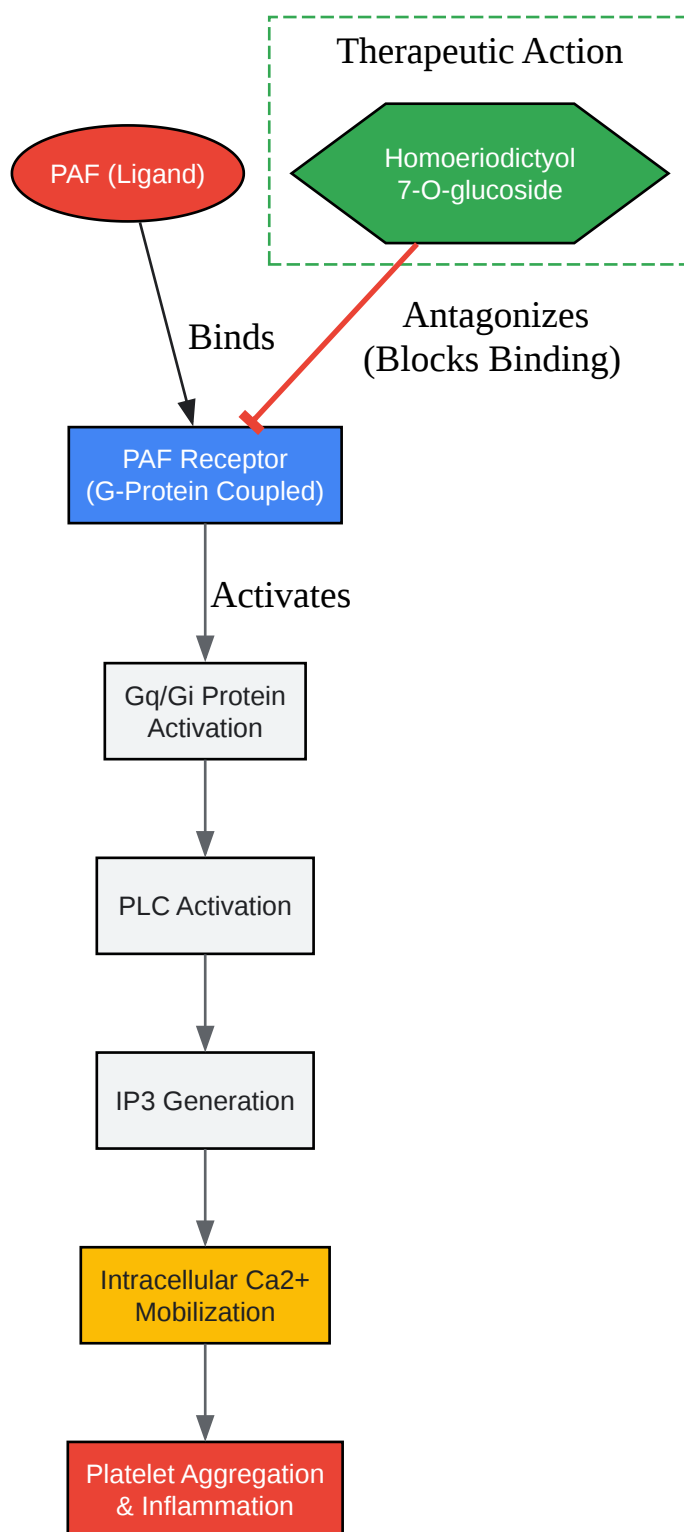 Therapeutic Action
PAF (Ligand)
Homoeriodictyol
7-O-glucoside
Binds
Antagonizes
(Blocks Binding)
PAF Receptor
(G-Protein Coupled)
Activates
Gq/Gi Protein
Activation
PLC Activation
IP3 Generation
Intracellular Ca2+
Mobilization
Platelet Aggregation
& Inflammation